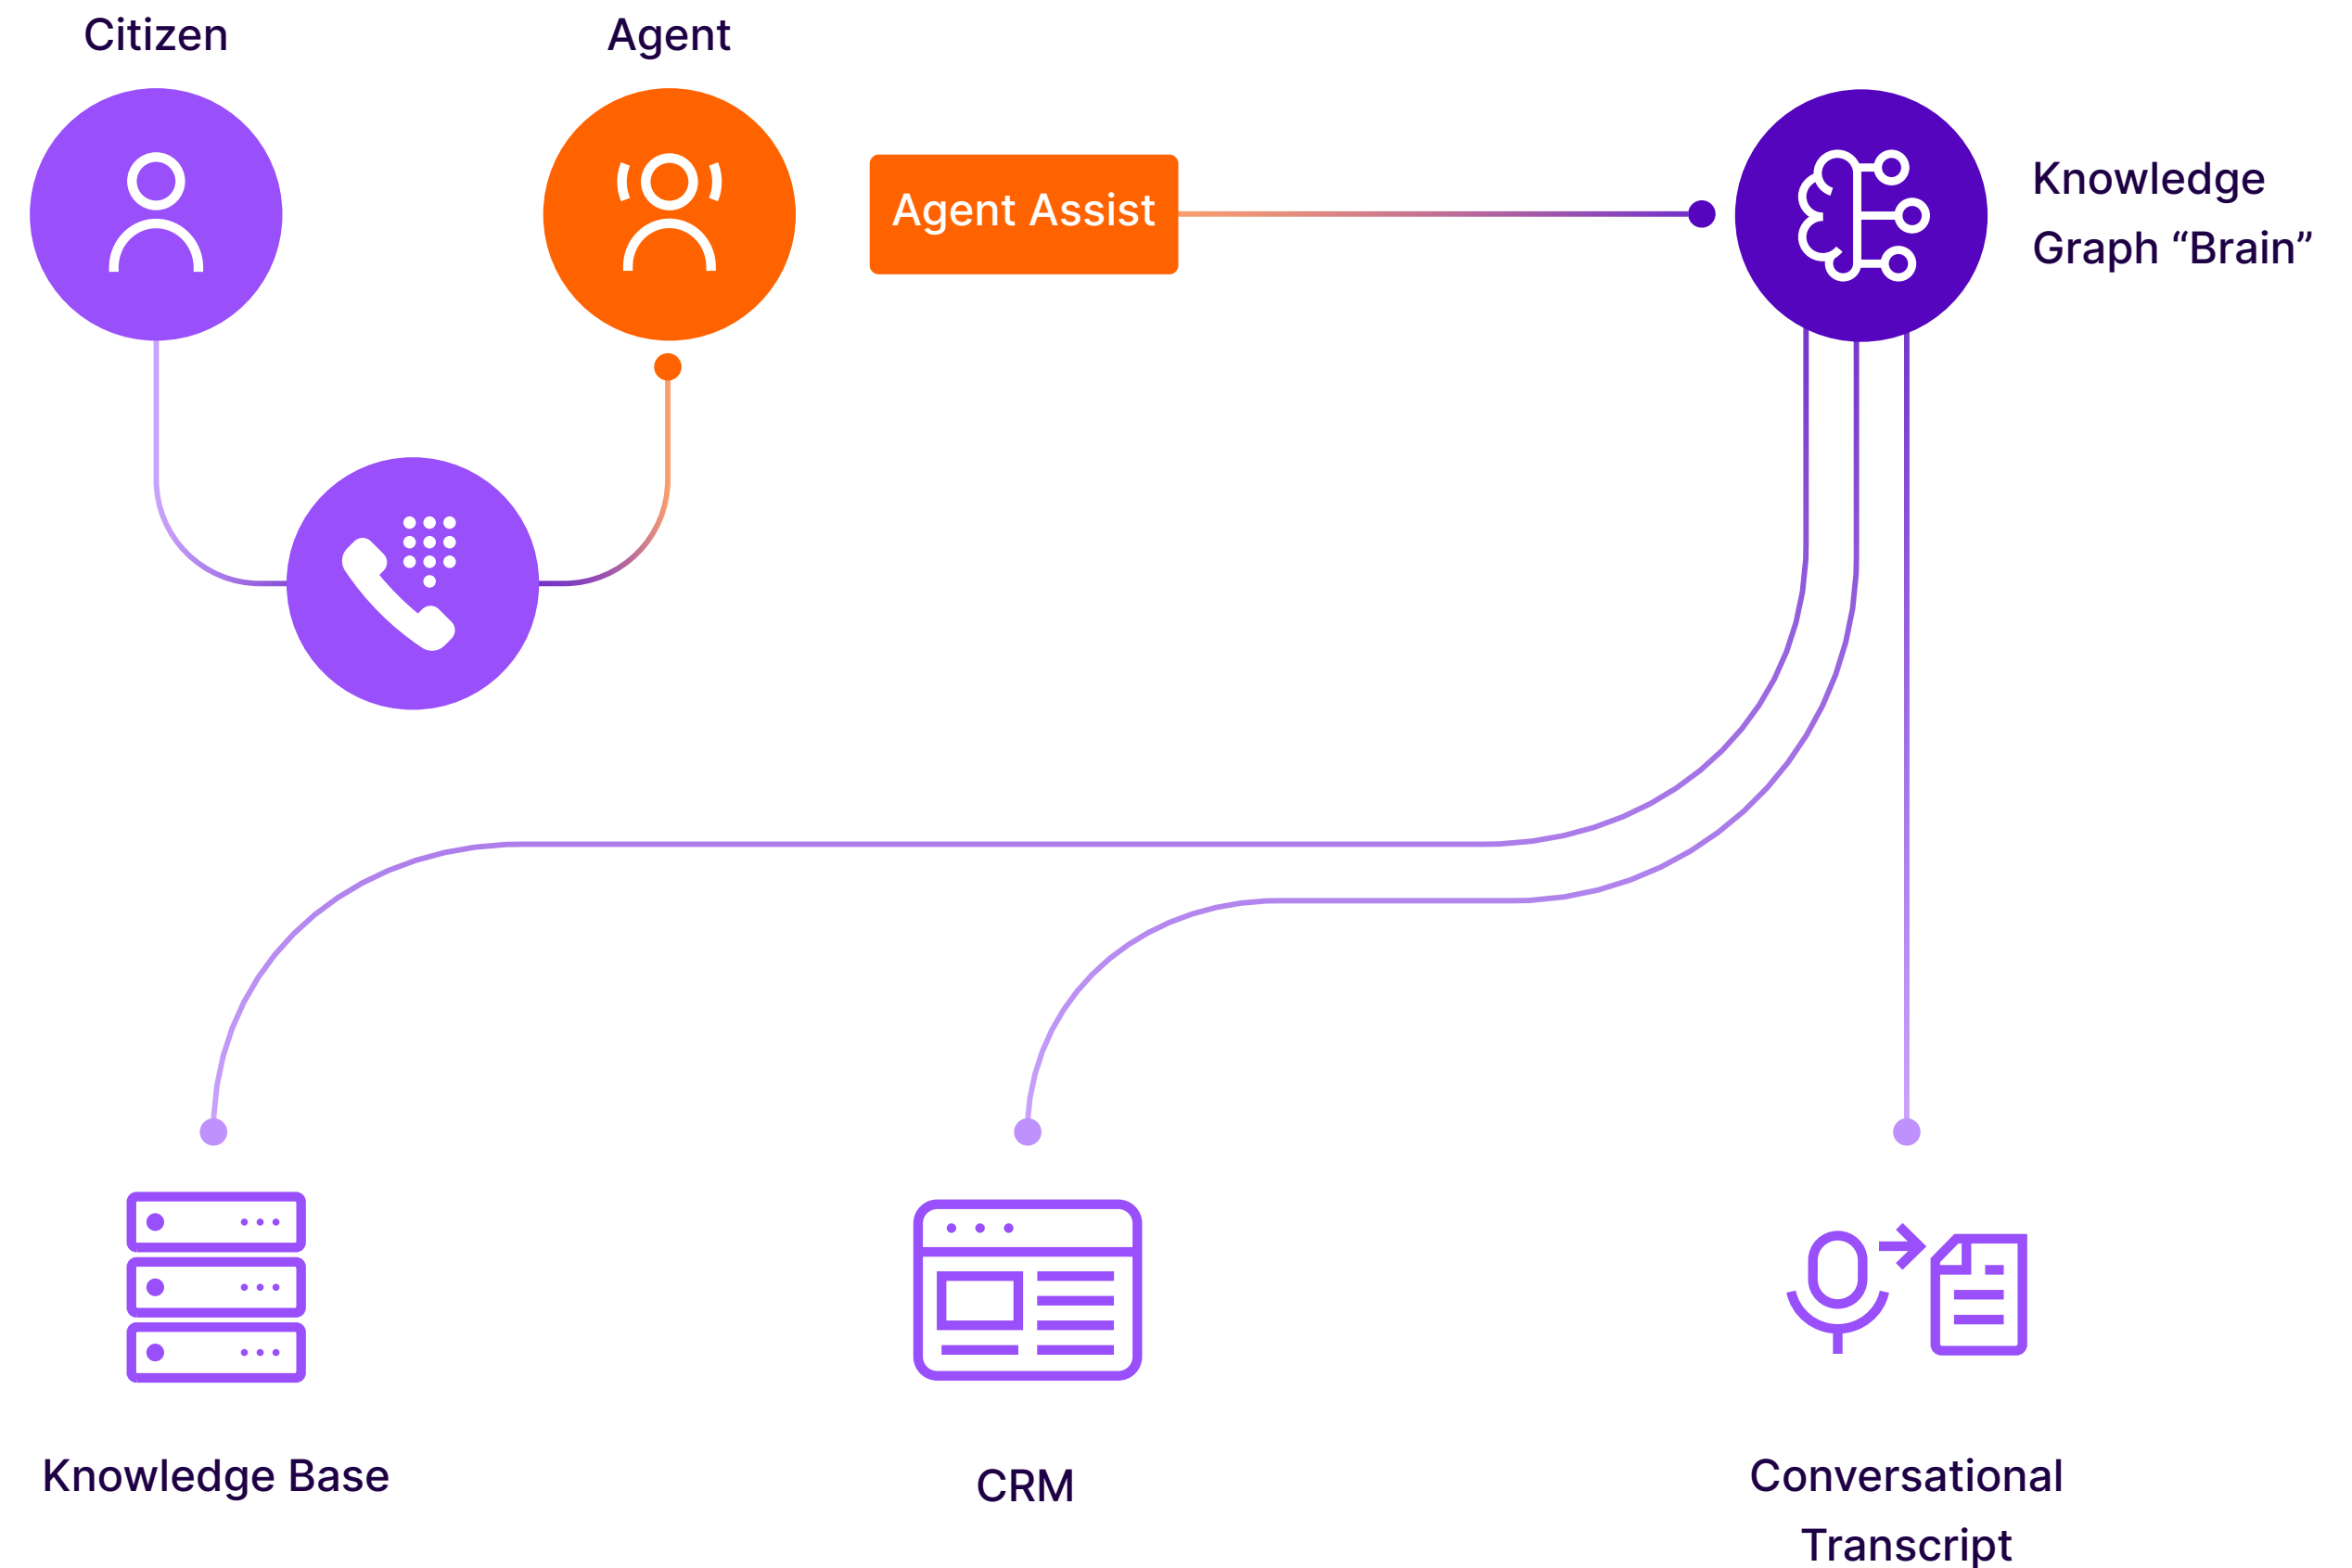 Citizen
Agent
Agent Assist
Knowledge
Graph “Brain”
Knowledge Base
CRM
Conversational
Transcript